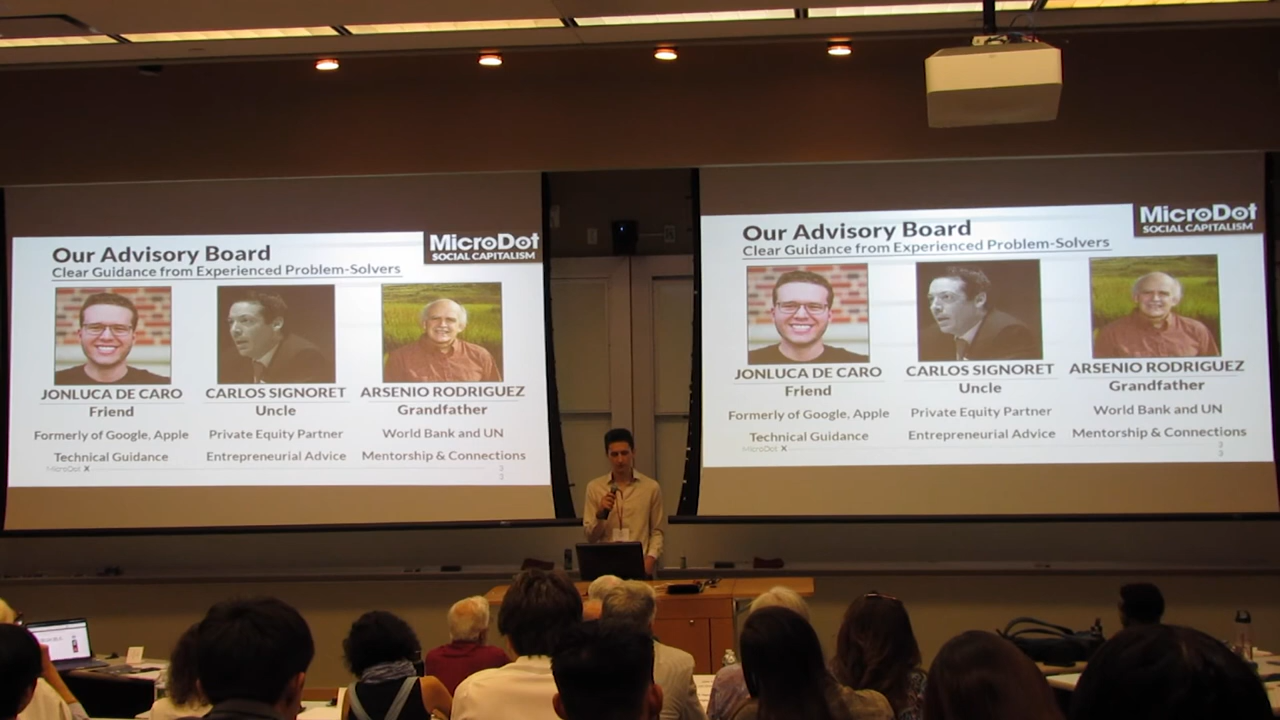 Our Advisory Board
Clear Guidance from Experienced Problem-Solvers
MicroDot
SOCIAL CAPITALISM
JONLUCA DE CARO
Friend
Formerly of Google, Apple
Technical Guidance
CARLOS SIGNORET
Uncle
Private Equity Partner
Entrepreneurial Advice
ARSENIO RODRIGUEZ
Grandfather
World Bank and UN
Mentorship & Connections
MicroDot X
Our Advisory Board
Clear Guidance from Experienced Problem-Solvers
MicroDot
SOCIAL CAPITALISM
JONLUCA DE CARO
Friend
Formerly of Google, Apple
Technical Guidance
CARLOS SIGNORET
Uncle
Private Equity Partner
Entrepreneurial Advice
ARSENIO RODRIGUEZ
Grandfather
World Bank and UN
Mentorship & Connections
MicroDot X